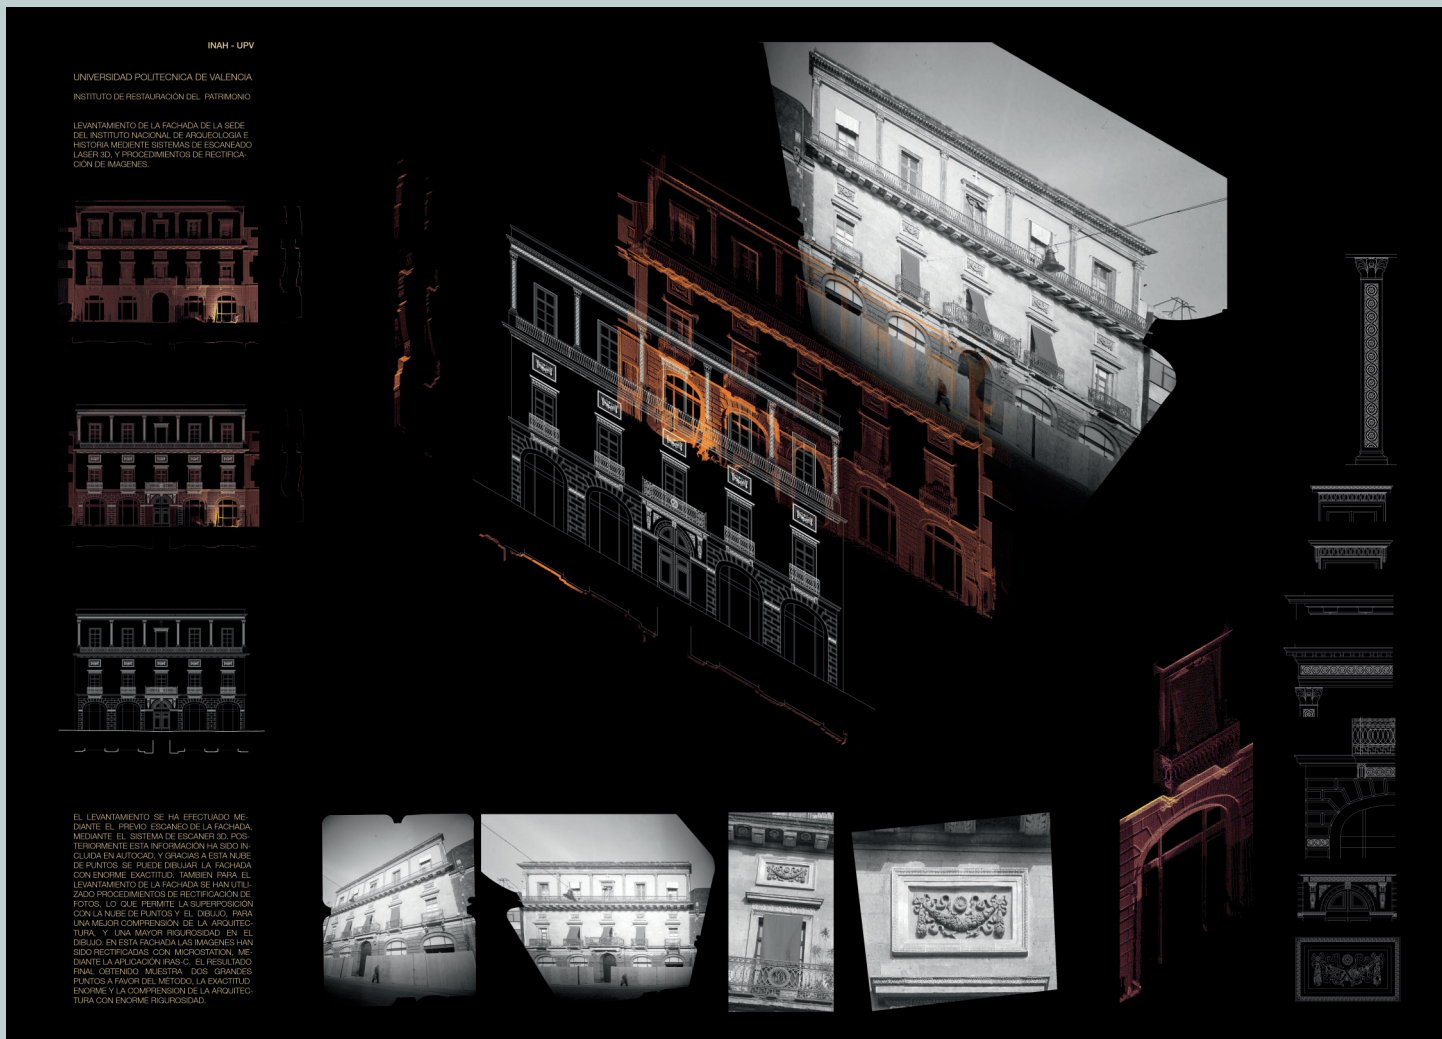 INAH - UPV
UNIVERSIDAD POLITECNICA DE VALENCIA
INSTITUTO DE RESTAURACIÓN DEL PATRIMONIO
LEVANTAMIENTO DE LA FACHADA DE LA SEDE
DEL INSTITUTO NACIONAL DE ARQUEOLOGIA E
HISTORIA MEDIENTE SISTEMAS DE ESCANEADO
LASER 3D, Y PROCEDIMIENTOS DE RECTIFICA-
CIÓN DE IMAGENES.
EL LEVANTAMIENTO SE HA EFECTUADO ME-
DIANTE EL PREVIO ESCANEO DE LA FACHADA,
MEDIANTE EL SISTEMA DE ESCANER 3D. POS-
TERIORMENTE ESTA INFORMACIÓN HA SIDO IN-
CLUIDA EN AUTOCAD, Y GRACIAS A ESTA NUBE
DE PUNTOS SE PUEDE DIBUJAR LA FACHADA
CON ENORME EXACTITUD. TAMBIEN PARA EL
LEVANTAMIENTO DE LA FACHADA SE HAN UTILI-
ZADO PROCEDIMIENTOS DE RECTIFICACIÓN DE
FOTOS, LO QUE PERMITE LA SUPERPOSICIÓN
CON LA NUBE DE PUNTOS Y EL DIBUJO, PARA
UNA MEJOR COMPRENSIÓN DE LA ARQUITEC-
TURA, Y UNA MAYOR RIGUROSIDAD EN EL
DIBUJO. EN ESTA FACHADA LAS IMAGENES HAN
SIDO RECTIFICADAS CON MICROSTATION, ME-
DIANTE LA APLICACIÓN IRAS-C. EL RESULTADO
FINAL OBTENIDO MUESTRA DOS GRANDES
PUNTOS A FAVOR DEL MÉTODO, LA EXACTITUD
ENORME Y LA COMPRENSION DE LA ARQUITEC-
TURA CON ENORME RIGUROSIDAD.